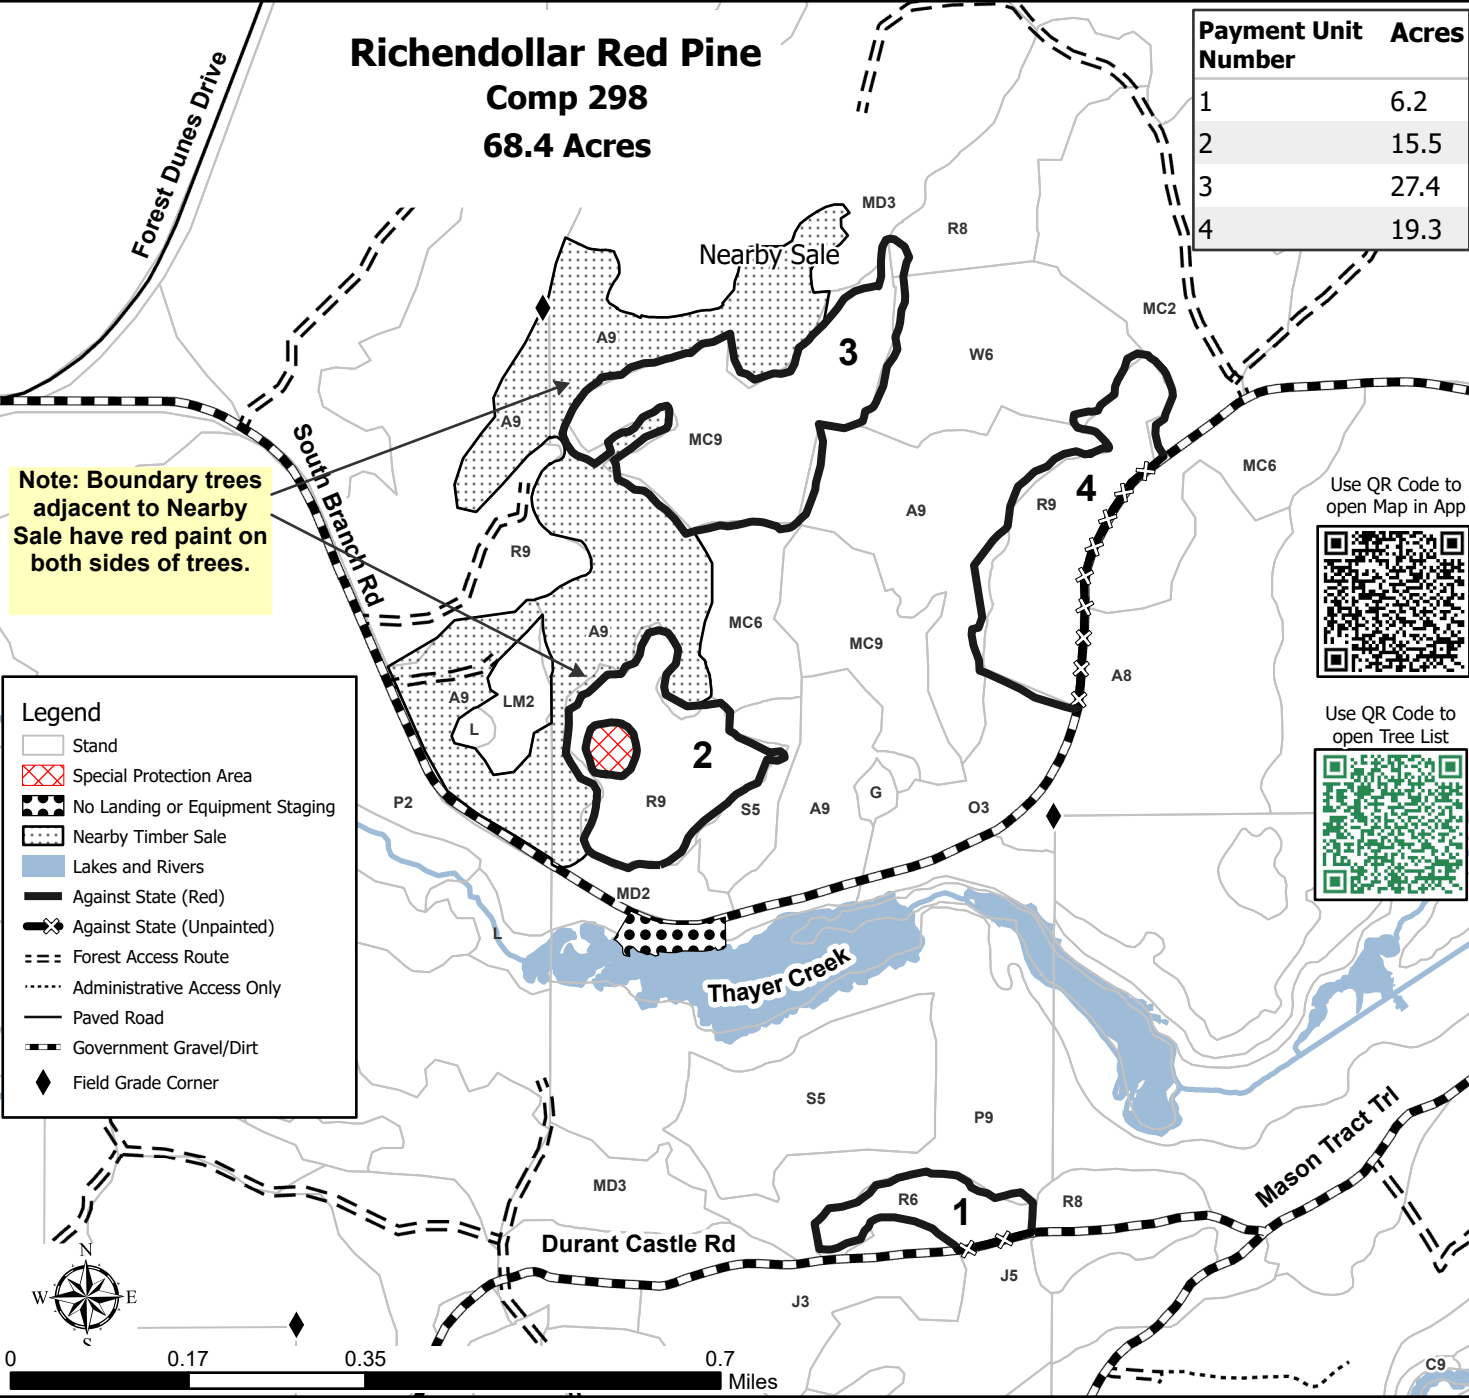 Richendollar Red Pine
Comp 298
68.4 Acres
Payment Unit Number Acres
1 6.2
2 15.5
3 27.4
4 19.3
Forest Dunes Drive
South Branch Rd
Nearby Sale
MD3
R8
MC2
A9
3
W6
A9
MC9
MC6
R9
4
A9
Note: Boundary trees
adjacent to Nearby
Sale have red paint on
both sides of trees.
Use QR Code to
open Map in App
R9
A9
MC6
MC9
A8
A9
LM2
L
Use QR Code to
open Tree List
2
R9
S5
A9
G
O3
P2
MD2
L
Thayer Creek
Legend
Stand
Special Protection Area
No Landing or Equipment Staging
Nearby Timber Sale
Lakes and Rivers
Against State (Red)
Against State (Unpainted)
Forest Access Route
Administrative Access Only
Paved Road
Government Gravel/Dirt
Field Grade Corner
S5
P9
Mason Tract Trl
MD3
R6
1
R8
Durant Castle Rd
J5
J3
N
W
E
S
0 0.17 0.35 0.7
Miles
C9